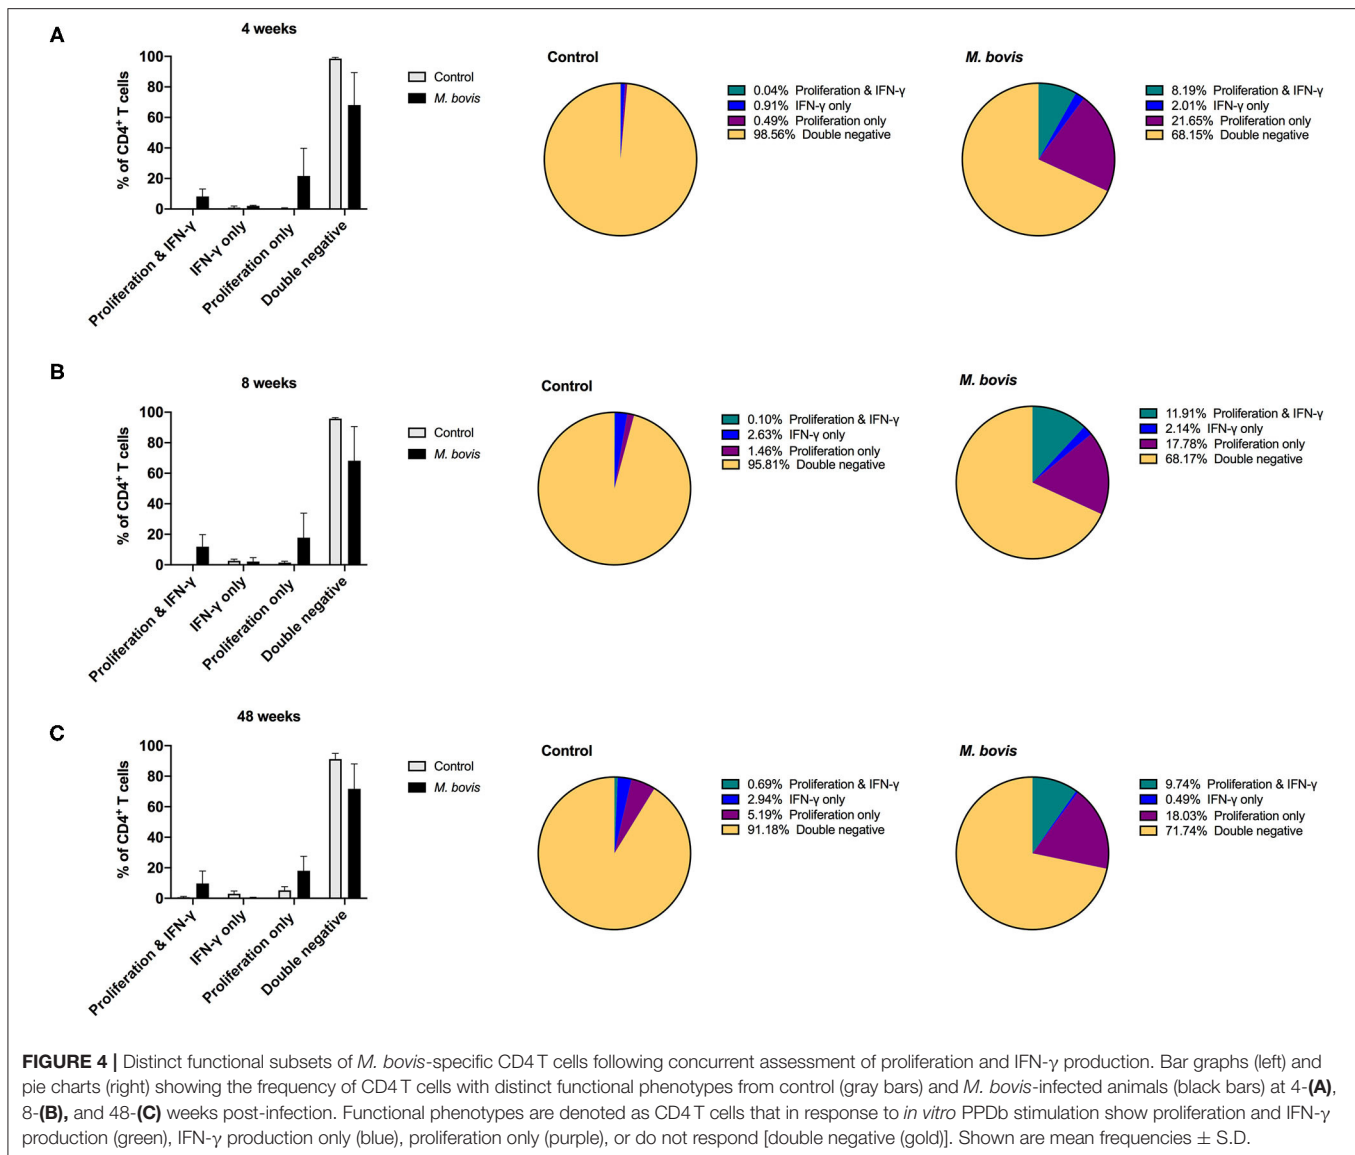 A
4 weeks
% of CD4+ T cells
100
80
60
40
20
0
Proliferation & IFN-γ
IFN-γ only
Proliferation only
Double negative
Control
M. bovis
Control
0.04% Proliferation & IFN-γ
0.91% IFN-γ only
0.49% Proliferation only
98.56% Double negative
M. bovis
8.19% Proliferation & IFN-γ
2.01% IFN-γ only
21.65% Proliferation only
68.15% Double negative
B
8 weeks
% of CD4+ T cells
100
80
60
40
20
0
Proliferation & IFN-γ
IFN-γ only
Proliferation only
Double negative
Control
M. bovis
Control
0.10% Proliferation & IFN-γ
2.63% IFN-γ only
1.46% Proliferation only
95.81% Double negative
M. bovis
11.91% Proliferation & IFN-γ
2.14% IFN-γ only
17.78% Proliferation only
68.17% Double negative
C
48 weeks
% of CD4+ T cells
100
80
60
40
20
0
Proliferation & IFN-γ
IFN-γ only
Proliferation only
Double negative
Control
M. bovis
Control
0.69% Proliferation & IFN-γ
2.94% IFN-γ only
5.19% Proliferation only
91.18% Double negative
M. bovis
9.74% Proliferation & IFN-γ
0.49% IFN-γ only
18.03% Proliferation only
71.74% Double negative
FIGURE 4 | Distinct functional subsets of M. bovis-specific CD4 T cells following concurrent assessment of proliferation and IFN-γ production. Bar graphs (left) and
pie charts (right) showing the frequency of CD4 T cells with distinct functional phenotypes from control (gray bars) and M. bovis-infected animals (black bars) at 4-(A),
8-(B), and 48-(C) weeks post-infection. Functional phenotypes are denoted as CD4 T cells that in response to in vitro PPDb stimulation show proliferation and IFN-γ
production (green), IFN-γ production only (blue), proliferation only (purple), or do not respond [double negative (gold)]. Shown are mean frequencies ± S.D.